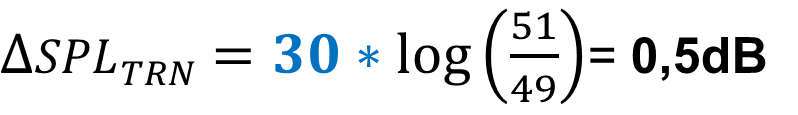 ΔSPL_TRN = 30 * log(51/49)= 0,5dB